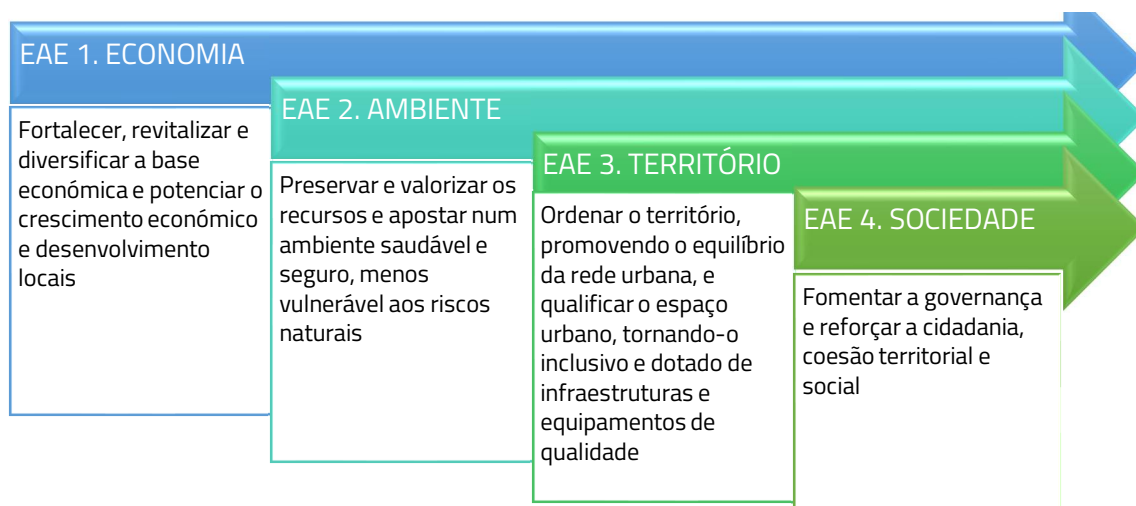 EAE 1. ECONOMIA
Fortalecer, revitalizar e
diversificar a base
económica e potenciar o
crescimento económico
e desenvolvimento
locais
EAE 2. AMBIENTE
Preservar e valorizar os
recursos e apostar num
ambiente saudável e
seguro, menos
vulnerável aos riscos
naturais
EAE 3. TERRITÓRIO
Ordenar o território,
promovendo o equilíbrio
da rede urbana, e
qualificar o espaço
urbano, tornando-o
inclusivo e dotado de
infraestruturas e
equipamentos de
qualidade
EAE 4. SOCIEDADE
Fomentar a governança
e reforçar a cidadania,
coesão territorial e
social